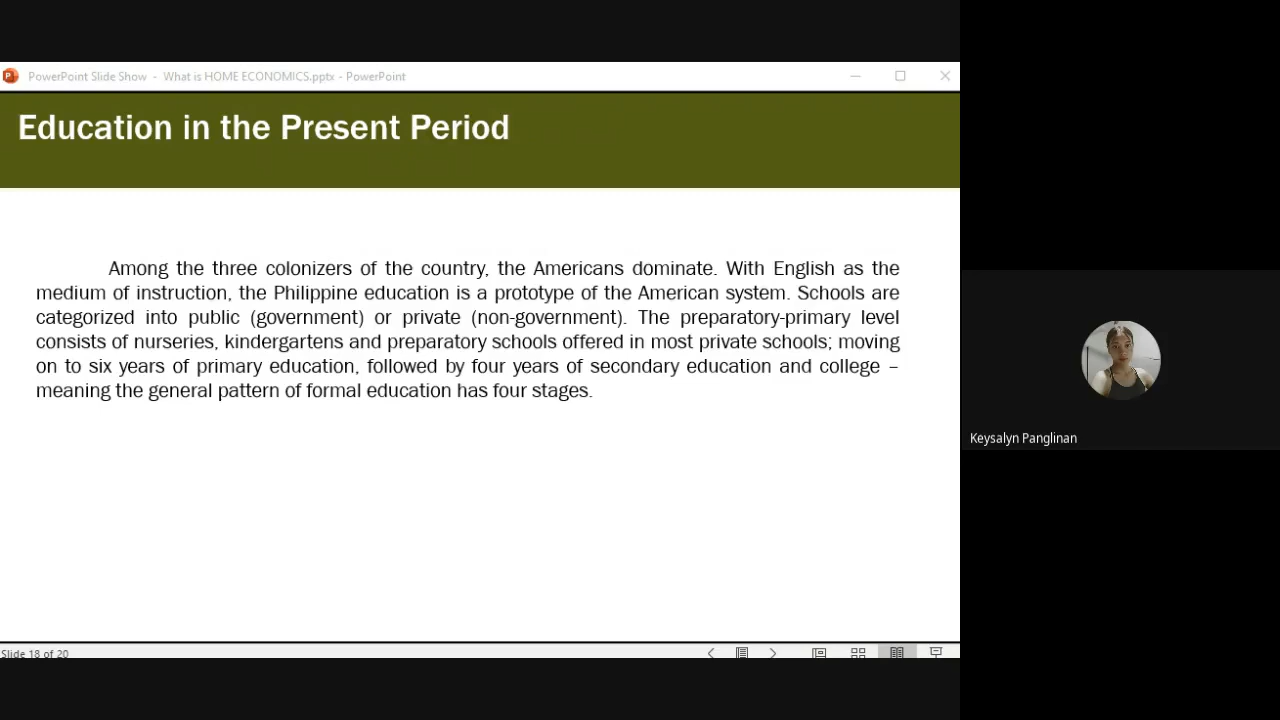 PowerPoint Slide Show - What is HOME ECONOMICS.pptx - PowerPoint
Education in the Present Period
Among the three colonizers of the country, the Americans dominate. With English as the
medium of instruction, the Philippine education is a prototype of the American system. Schools are
categorized into public (government) or private (non-government). The preparatory-primary level
consists of nurseries, kindergartens and preparatory schools offered in most private schools; moving
on to six years of primary education, followed by four years of secondary education and college –
meaning the general pattern of formal education has four stages.
Keysalyn Panglinan
Slide 18 of 20